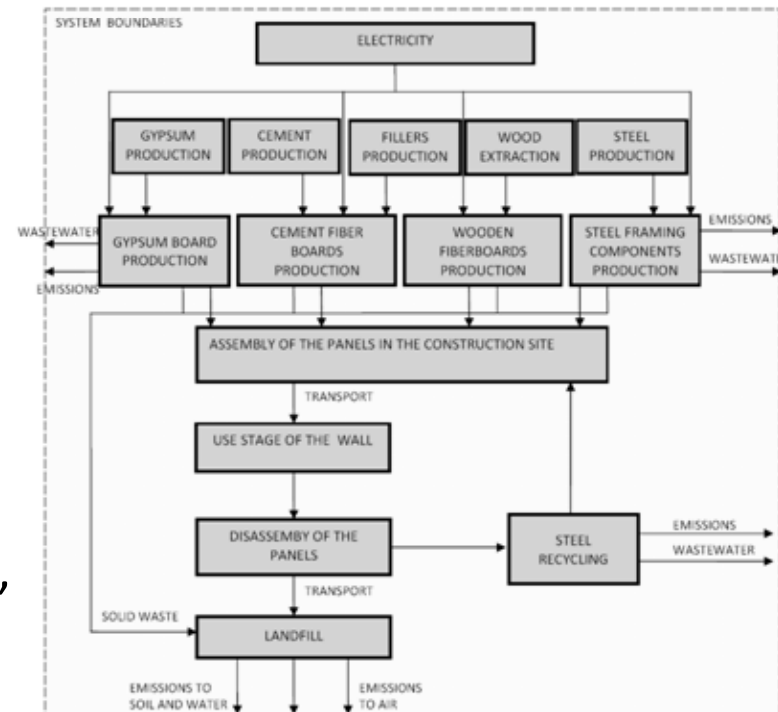 SYSTEM BOUNDARIES
ELECTRICITY
GYPSUM
PRODUCTION
CEMENT
PRODUCTION
FILLERS
PRODUCTION
WOOD
EXTRACTION
STEEL
PRODUCTION
WASTEWATER
EMISSIONS
GYPSUM BOARD
PRODUCTION
CEMENT FIBER
BOARDS
PRODUCTION
WOODEN
FIBERBOARDS
PRODUCTION
STEEL FRAMING
COMPONENTS
PRODUCTION
EMISSIONS
WASTEWATE
ASSEMBLY OF THE PANELS IN THE CONSTRUCTION SITE
TRANSPORT
USE STAGE OF THE WALL
DISASSEMBY OF THE
PANELS
STEEL
RECYCLING
EMISSIONS
WASTEWATER
,
TRANSPORT
SOLID WASTE
LANDFILL
EMISSIONS TO
SOIL AND WATER
EMISSIONS
TO AIR